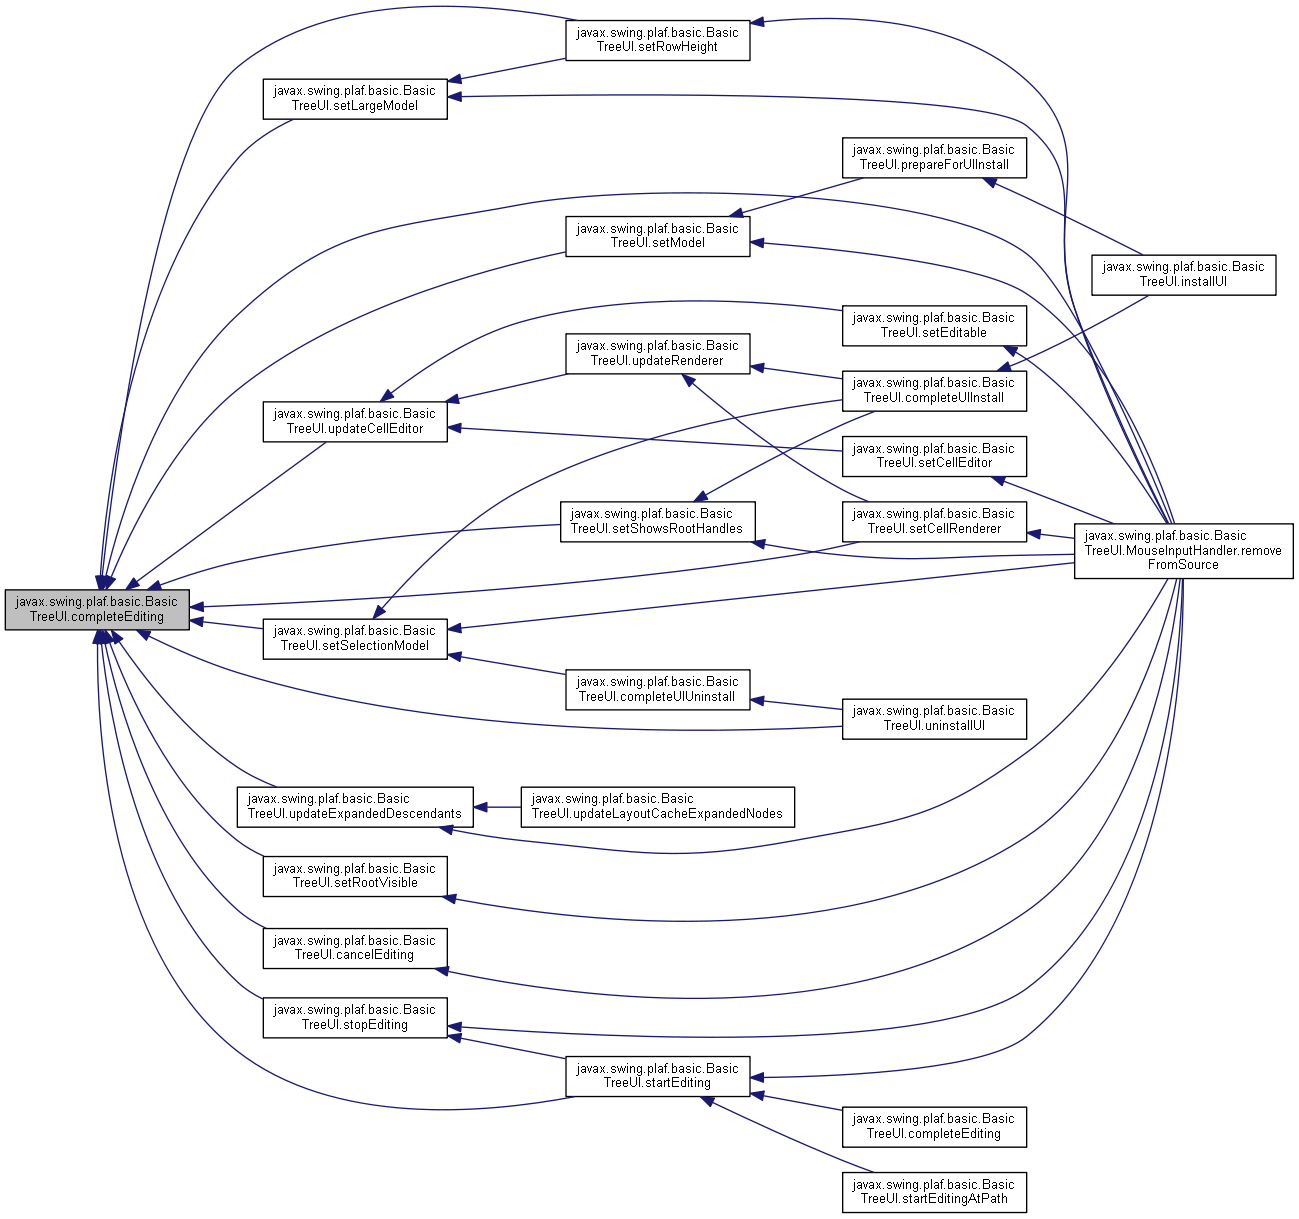 javax.swing.plaf.basic.Basic
TreeUI.setRowHeight
javax.swing.plaf.basic.Basic
TreeUI.setLargeModel
javax.swing.plaf.basic.Basic
TreeUI.prepareForUIInstall
javax.swing.plaf.basic.Basic
TreeUI.setModel
javax.swing.plaf.basic.Basic
TreeUI.installUI
javax.swing.plaf.basic.Basic
TreeUI.setEditable
javax.swing.plaf.basic.Basic
TreeUI.updateRenderer
javax.swing.plaf.basic.Basic
TreeUI.completeUIInstall
javax.swing.plaf.basic.Basic
TreeUI.updateCellEditor
javax.swing.plaf.basic.Basic
TreeUI.setCellEditor
javax.swing.plaf.basic.Basic
TreeUI.setShowsRootHandles
javax.swing.plaf.basic.Basic
TreeUI.setCellRenderer
javax.swing.plaf.basic.Basic
TreeUI.MouseInputHandler.remove
FromSource
javax.swing.plaf.basic.Basic
TreeUI.completeEditing
javax.swing.plaf.basic.Basic
TreeUI.setSelectionModel
javax.swing.plaf.basic.Basic
TreeUI.completeUIUninstall
javax.swing.plaf.basic.Basic
TreeUI.uninstallUI
javax.swing.plaf.basic.Basic
TreeUI.updateExpandedDescendants
javax.swing.plaf.basic.Basic
TreeUI.updateLayoutCacheExpandedNodes
javax.swing.plaf.basic.Basic
TreeUI.setRootVisible
javax.swing.plaf.basic.Basic
TreeUI.cancelEditing
javax.swing.plaf.basic.Basic
TreeUI.stopEditing
javax.swing.plaf.basic.Basic
TreeUI.startEditing
javax.swing.plaf.basic.Basic
TreeUI.completeEditing
javax.swing.plaf.basic.Basic
TreeUI.startEditingAtPath